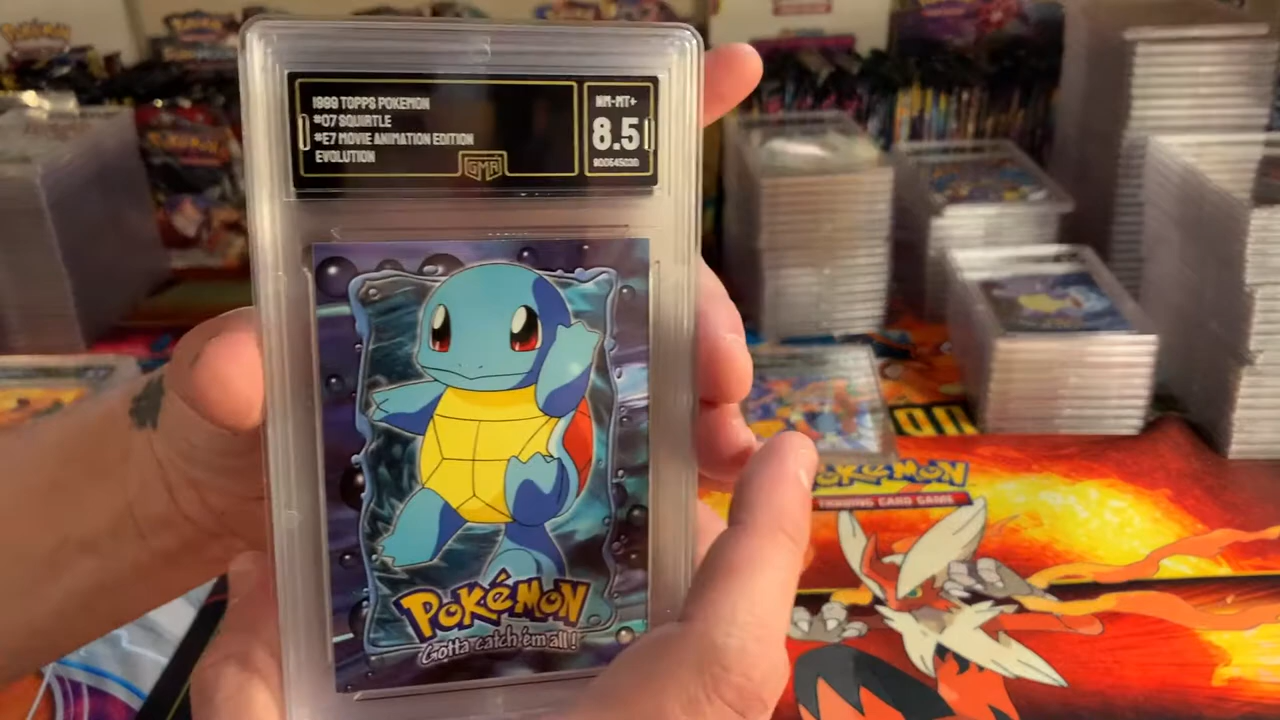 1999 TOPPS POKEMON
#07 SQUIRTLE
#E7 MOVIE ANIMATION EDITION
EVOLUTION
GMA
NM-MT+
8.5
Pokémon
Gotta catch 'em all!
POKÉMON
TRADING CARD GAME